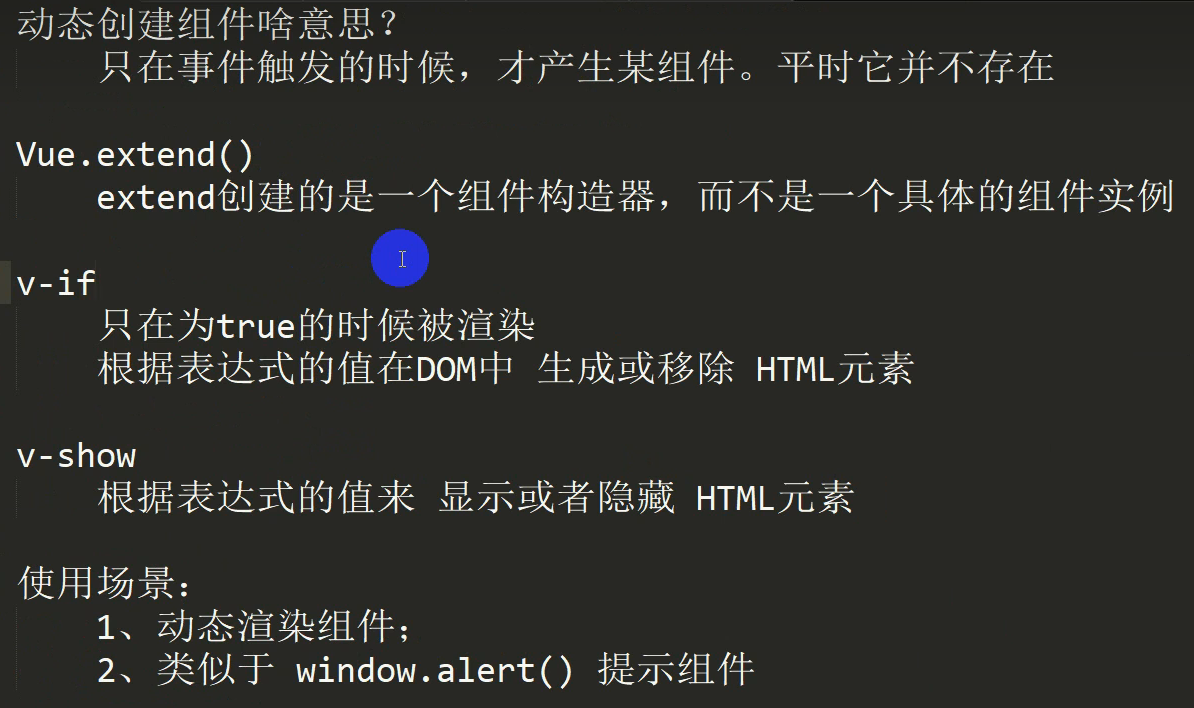 动态创建组件啥意思?
只在事件触发的时候，才产生某组件。平时它并不存在
Vue.extend()
extend创建的是一个组件构造器，而不是一个具体的组件实例
v-if
只在为true的时候被渲染
根据表达式的值在DOM中 生成或移除 HTML元素
v-show
根据表达式的值来 显示或者隐藏 HTML元素
使用场景：
1、动态渲染组件；
2、类似于 window.alert() 提示组件